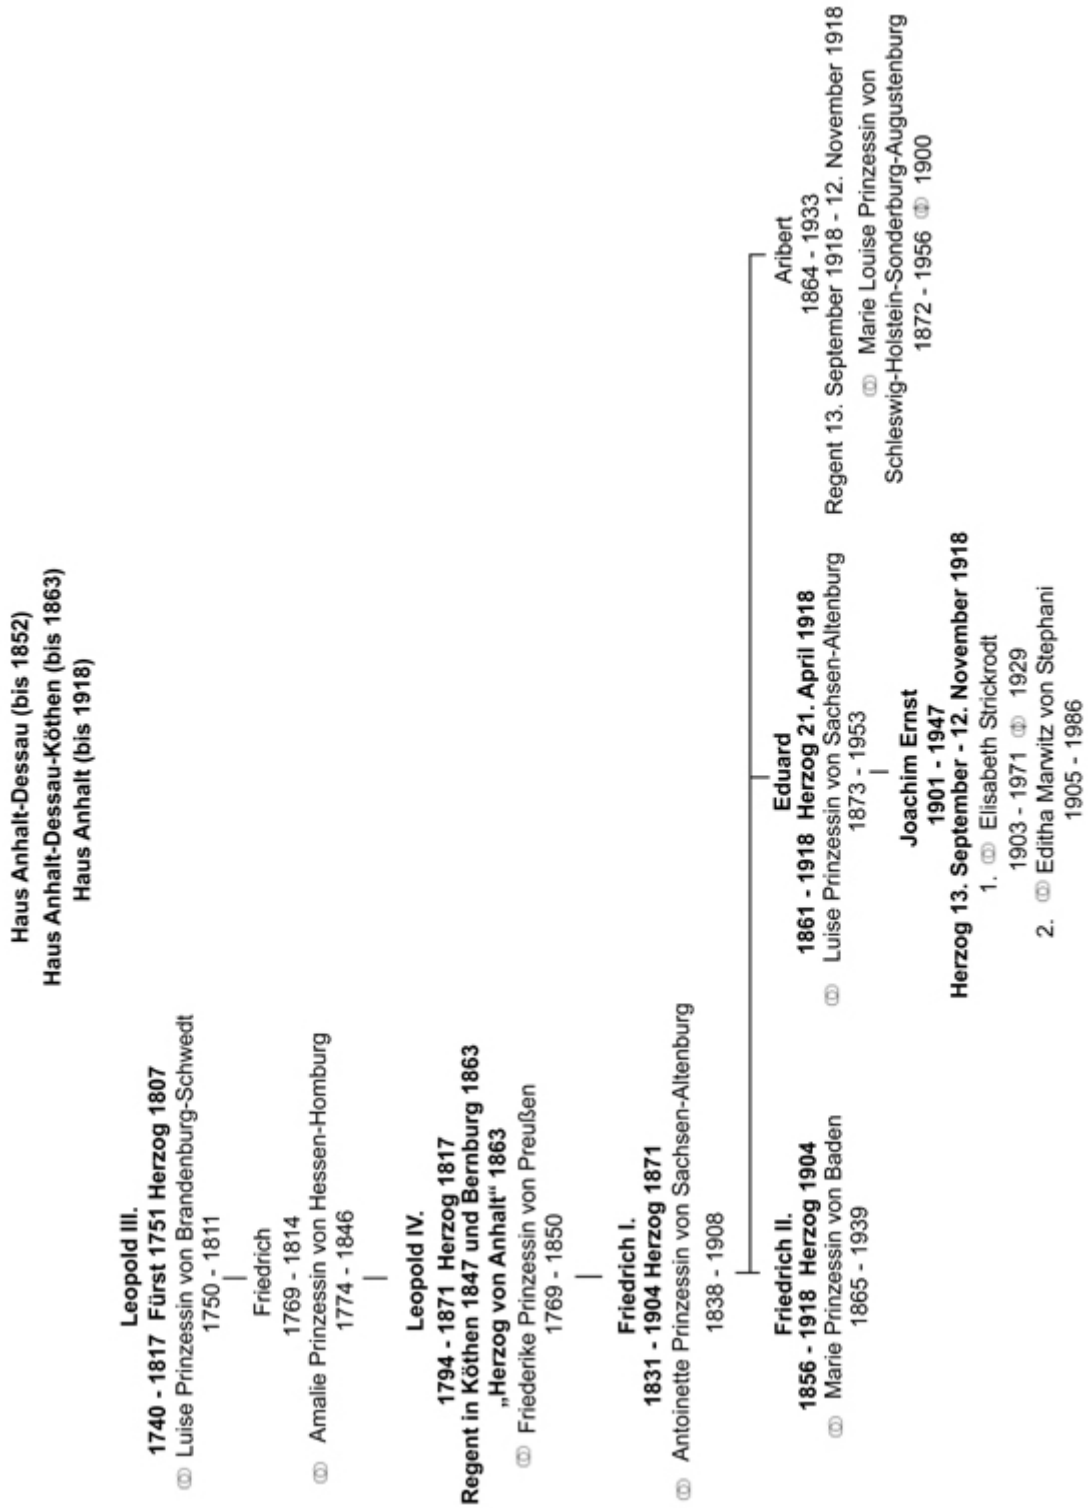 Haus Anhalt-Dessau (bis 1852)
Haus Anhalt-Dessau-Köthen (bis 1863)
Haus Anhalt (bis 1918)
Leopold III.
1740 - 1817 Fürst 1751 Herzog 1807
⚭ Luise Prinzessin von Brandenburg-Schwedt
1750 - 1811
Friedrich
1769 - 1814
⚭ Amalie Prinzessin von Hessen-Homburg
1774 - 1846
Leopold IV.
1794 - 1871 Herzog 1817
Regent in Köthen 1847 und Bernburg 1863
„Herzog von Anhalt“ 1863
⚭ Friederike Prinzessin von Preußen
1769 - 1850
Friedrich I.
1831 - 1904 Herzog 1871
⚭ Antoinette Prinzessin von Sachsen-Altenburg
1838 - 1908
Friedrich II.
1856 - 1918 Herzog 1904
⚭ Marie Prinzessin von Baden
1865 - 1939
Eduard
1861 - 1918 Herzog 21. April 1918
⚭ Luise Prinzessin von Sachsen-Altenburg
1873 - 1953
Joachim Ernst
1901 - 1947
Herzog 13. September - 12. November 1918
1. ⚭ Elisabeth Strickrodt
1903 - 1971 ⚮ 1929
2. ⚭ Editha Marwitz von Stephani
1905 - 1986
Aribert
1864 - 1933
Regent 13. September 1918 - 12. November 1918
⚭ Marie Louise Prinzessin von
Schleswig-Holstein-Sonderburg-Augustenburg
1872 - 1956 ⚮ 1900